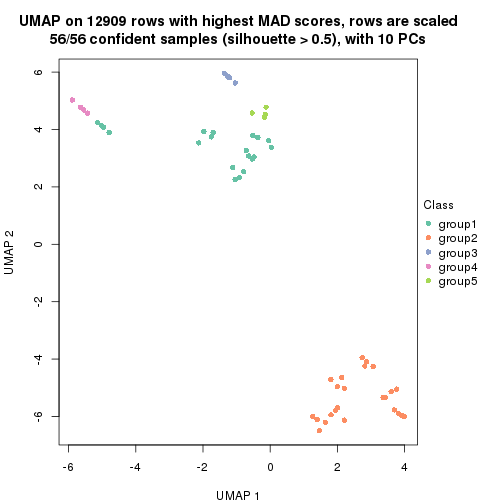 UMAP on 12909 rows with highest MAD scores, rows are scaled
56/56 confident samples (silhouette > 0.5), with 10 PCs
6
4
2
0
-2
-4
-6
UMAP 2
-6
-4
-2
0
2
4
UMAP 1
Class
group1
group2
group3
group4
group5